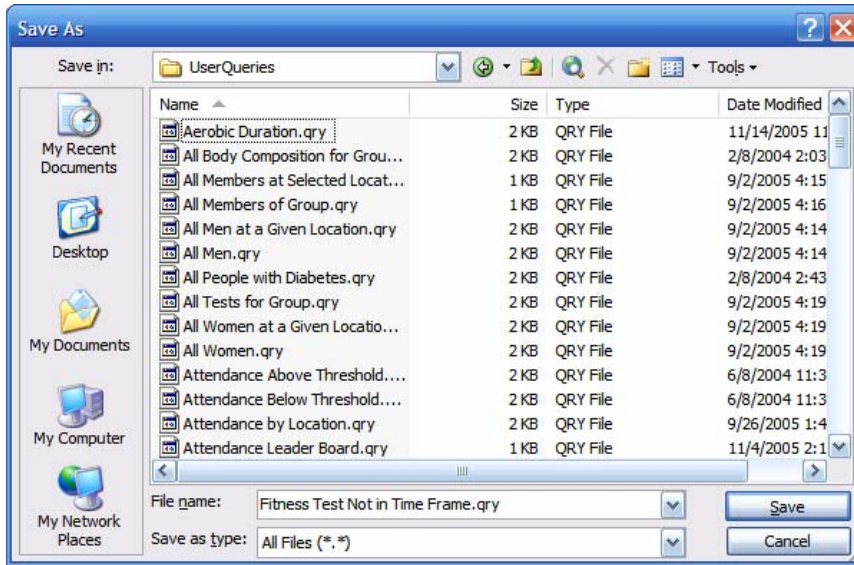 Save As
Save in:
UserQueries
Tools
My Recent Documents
Desktop
My Documents
My Computer
My Network Places
Name Size Type Date Modified
Aerobic Duration.qry 2 KB QRY File 11/14/2005 11
All Body Composition for Grou... 2 KB QRY File 2/8/2004 2:03
All Members at Selected Locat... 1 KB QRY File 9/2/2005 4:15
All Members of Group.qry 1 KB QRY File 9/2/2005 4:16
All Men at a Given Location.qry 2 KB QRY File 9/2/2005 4:14
All Men.qry 2 KB QRY File 9/2/2005 4:14
All People with Diabetes.qry 2 KB QRY File 2/8/2004 2:43
All Tests for Group.qry 2 KB QRY File 9/2/2005 4:19
All Women at a Given Locatio... 2 KB QRY File 9/2/2005 4:19
All Women.qry 2 KB QRY File 9/2/2005 4:19
Attendance Above Threshold.... 2 KB QRY File 6/8/2004 11:3
Attendance Below Threshold.... 2 KB QRY File 6/8/2004 11:3
Attendance by Location.qry 2 KB QRY File 9/26/2005 1:4
Attendance Leader Board.qry 1 KB QRY File 11/4/2005 2:1
File name: Fitness Test Not in Time Frame.qry Save
Save as type: All Files (*.*) Cancel